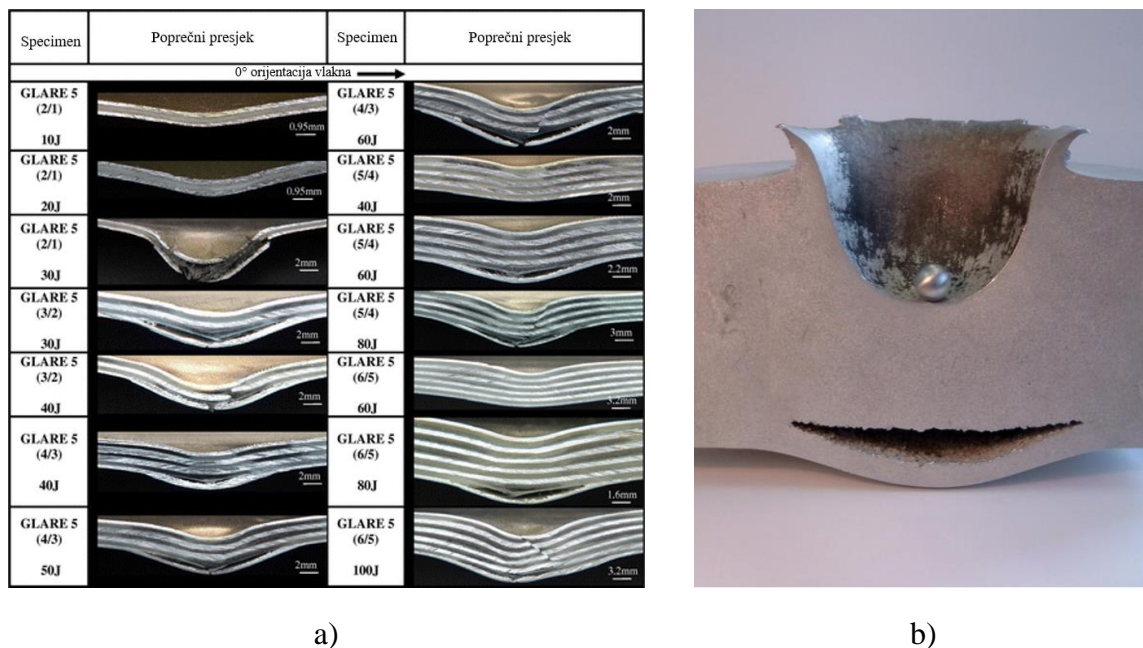 Specimen
Poprečni presjek
Specimen
Poprečni presjek
0° orijentacija vlakna
GLARE 5
(2/1)
10J
0.95mm
GLARE 5
(4/3)
60J
2mm
GLARE 5
(2/1)
20J
0.95mm
GLARE 5
(5/4)
40J
2mm
GLARE 5
(2/1)
30J
2mm
GLARE 5
(5/4)
60J
2.2mm
GLARE 5
(3/2)
30J
2mm
GLARE 5
(5/4)
80J
3mm
GLARE 5
(3/2)
40J
2mm
GLARE 5
(6/5)
60J
3.2mm
GLARE 5
(4/3)
40J
2mm
GLARE 5
(6/5)
80J
1.6mm
GLARE 5
(4/3)
50J
2mm
GLARE 5
(6/5)
100J
3.2mm
a)
b)